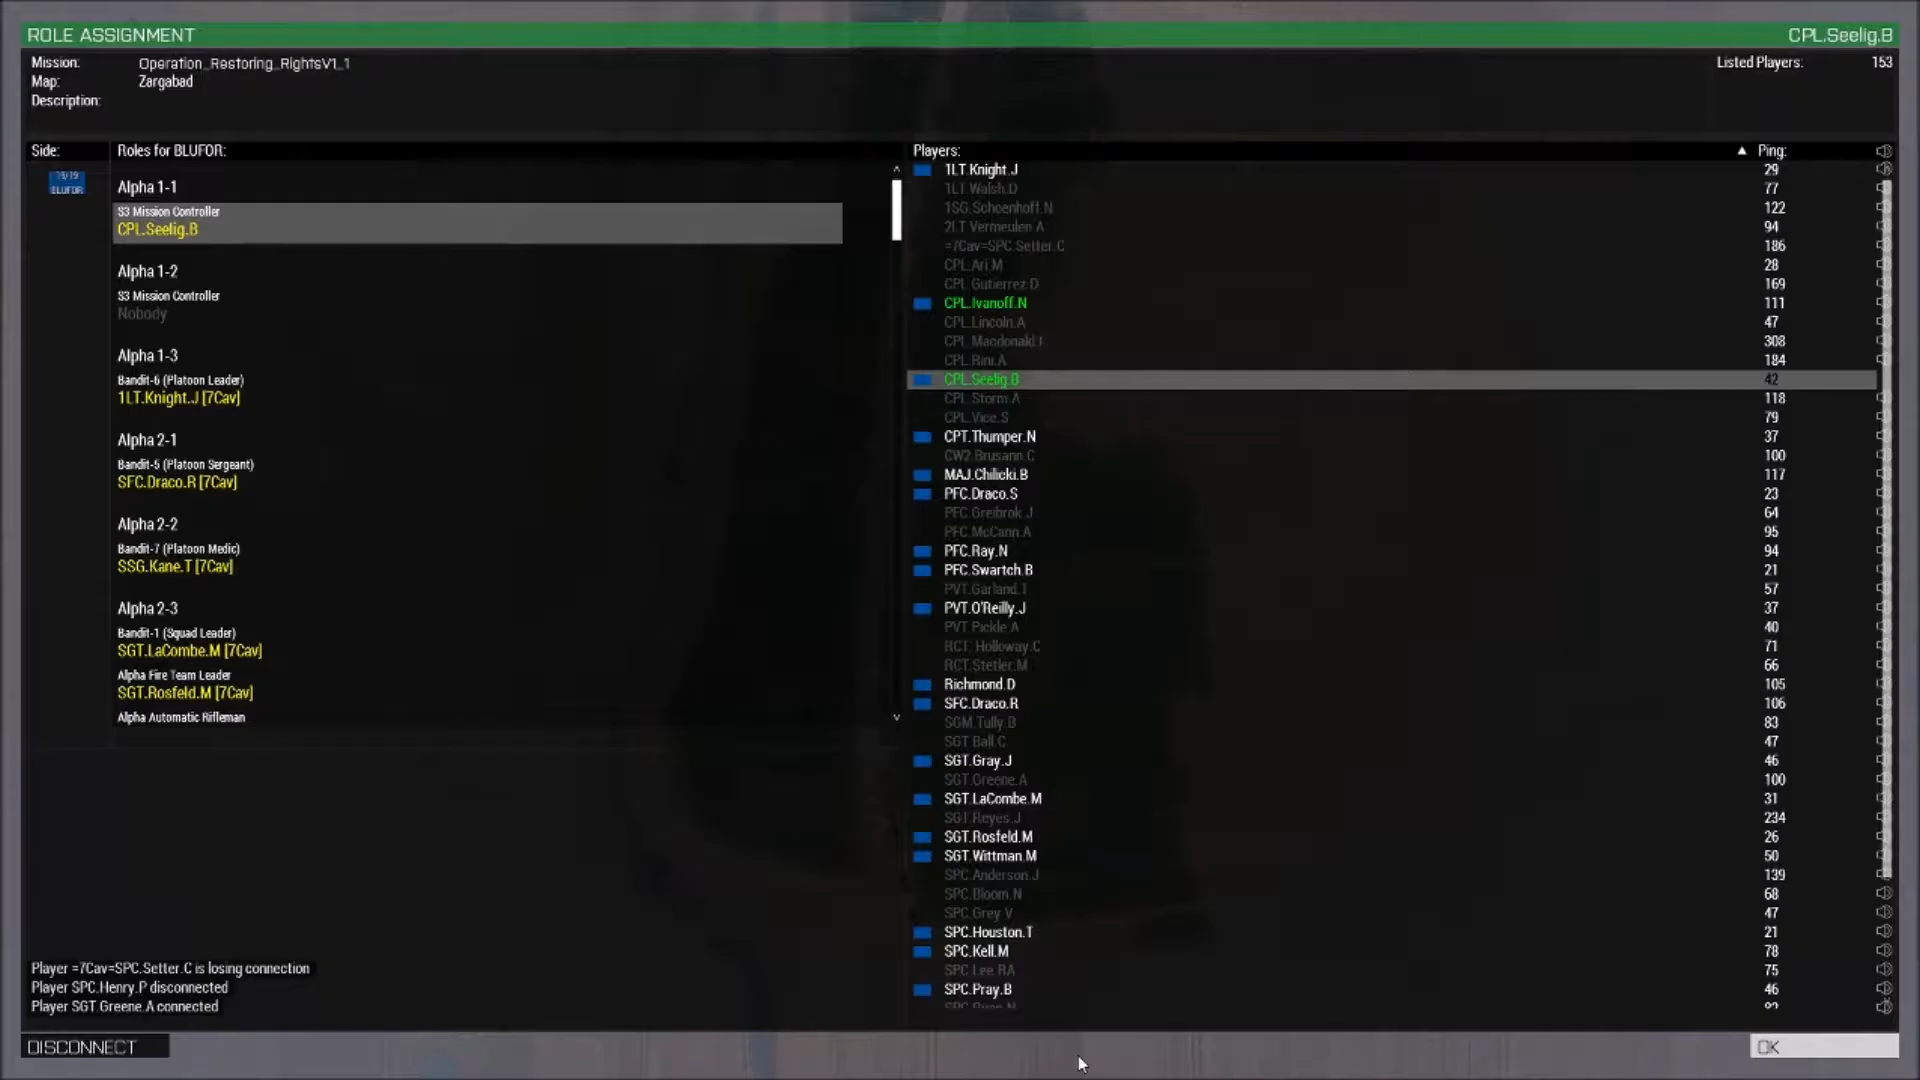 ROLE ASSIGNMENT CPL.Seelig.B
Mission: Operation_Restoring_RightsV1_1 Listed Players: 153
Map: Zargabad
Description:
Side: Roles for BLUFOR: Players: Ping:
BLUFOR
Alpha 1-1
S3 Mission Controller
CPL.Seelig.B
Alpha 1-2
S3 Mission Controller
Nobody
Alpha 1-3
Bandit-6 (Platoon Leader)
1LT.Knight.J [7Cav]
Alpha 2-1
Bandit-5 (Platoon Sergeant)
SFC.Draco.R [7Cav]
Alpha 2-2
Bandit-7 (Platoon Medic)
SSG.Kane.T [7Cav]
Alpha 2-3
Bandit-1 (Squad Leader)
SGT.LaCombe.M [7Cav]
Alpha Fire Team Leader
SGT.Rosfeld.M [7Cav]
Alpha Automatic Rifleman
1LT.Knight.J 29
1LT.Walsh.D 77
1SG.Schoenhoff.N 122
2LT.Vermeulen.A 94
=7Cav=SPC.Setter.C 186
CPL.Ari.M 28
CPL.Gutierrez.D 169
CPL.Ivanoff.N 111
CPL.Lincoln.A 47
308
CPL.Rini.A 184
CPL.Seelig.B 42
CPL.Storm.A 118
CPL.Vice.S 79
CPT.Thumper.N 37
CW2.Brusann.C 100
MAJ.Chilicki.B 117
PFC.Draco.S 23
PFC.Greibrok.J 64
PFC.McCann.A 95
PFC.Ray.N 94
PFC.Swartch.B 21
PVT.Garland.T 57
PVT.O'Reilly.J 37
PVT.Pickle.A 40
RCT. Holloway.C 71
RCT.Stetler.M 66
Richmond.D 105
SFC.Draco.R 106
SGM.Tully.B 83
SGT.Ball.C 47
SGT.Gray.J 46
SGT.Greene.A 100
SGT.LaCombe.M 31
SGT.Reyes.J 234
SGT.Rosfeld.M 26
SGT.Wittman.M 50
SPC.Anderson.J 139
SPC.Bloom.N 68
SPC.Grey.V 47
SPC.Houston.T 21
SPC.Kell.M 78
SPC.Lee.RA 75
SPC.Pray.B 46
Player =7Cav=SPC.Setter.C is losing connection
Player SPC.Henry.P disconnected
Player SGT.Greene.A connected
DISCONNECT OK